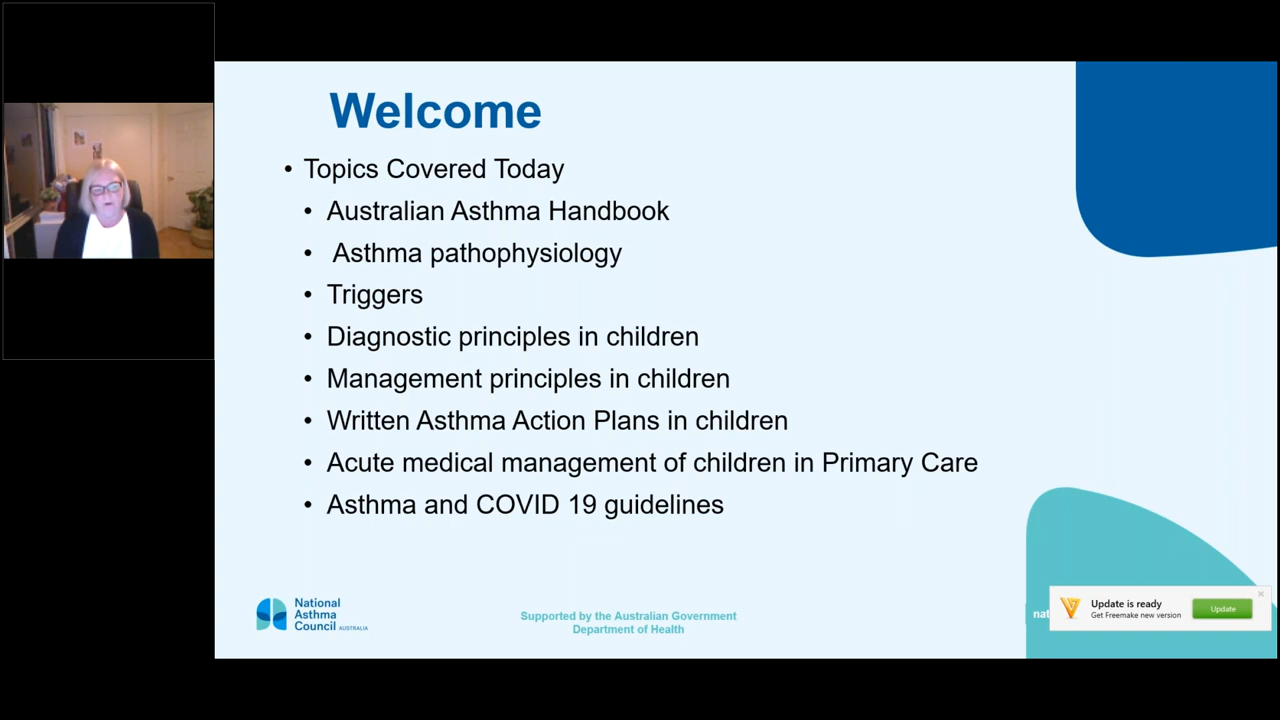 Welcome
• Topics Covered Today
• Australian Asthma Handbook
• Asthma pathophysiology
• Triggers
• Diagnostic principles in children
• Management principles in children
• Written Asthma Action Plans in children
• Acute medical management of children in Primary Care
• Asthma and COVID 19 guidelines
National
Asthma
Council AUSTRALIA
Supported by the Australian Government
Department of Health
nat
Update is ready
Get Freemake new version
Update